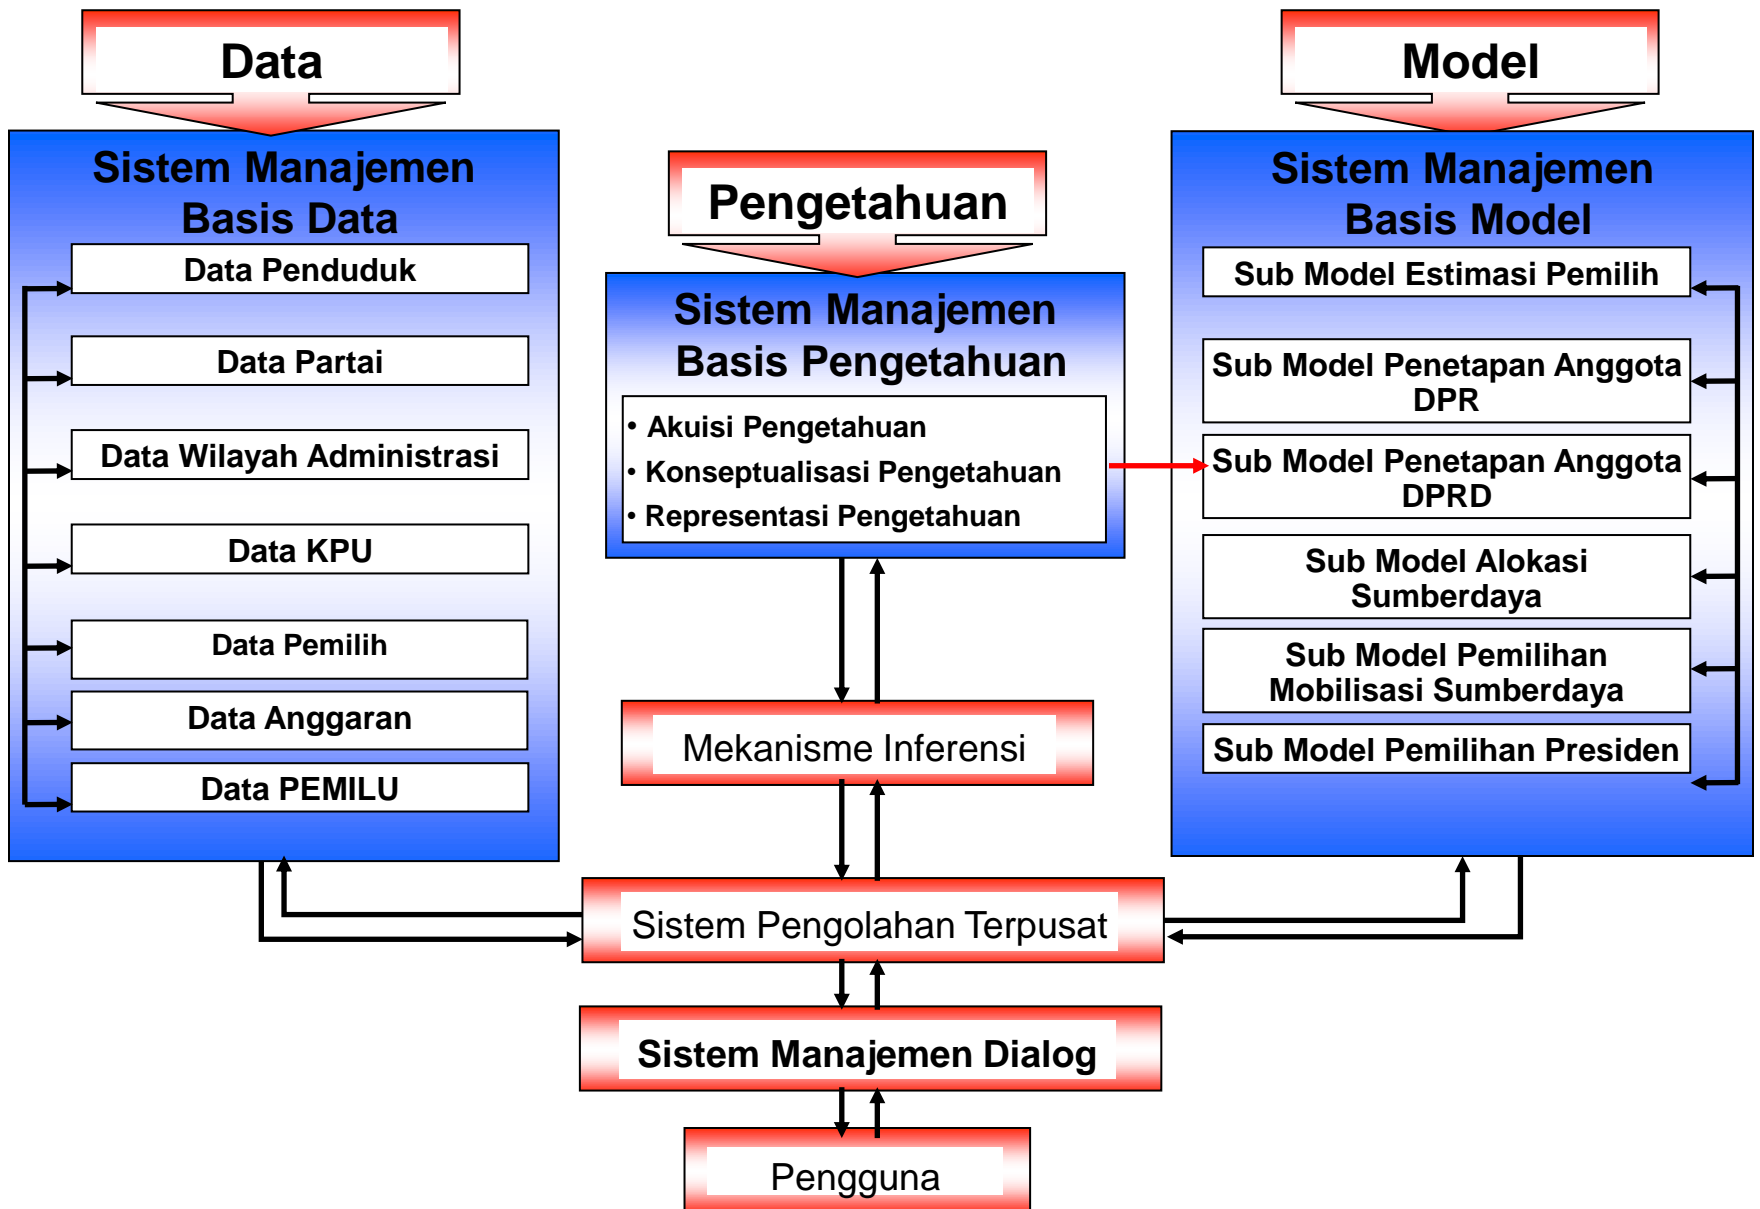 Data
Sistem Manajemen
Basis Data
Data Penduduk
Data Partai
Data Wilayah Administrasi
Data KPU
Data Pemilih
Data Anggaran
Data PEMILU
Pengetahuan
Sistem Manajemen
Basis Pengetahuan
• Akuisi Pengetahuan
• Konseptualisasi Pengetahuan
• Representasi Pengetahuan
Model
Sistem Manajemen
Basis Model
Sub Model Estimasi Pemilih
Sub Model Penetapan Anggota
DPR
Sub Model Penetapan Anggota
DPRD
Sub Model Alokasi
Sumberdaya
Sub Model Pemilihan
Mobilisasi Sumberdaya
Sub Model Pemilihan Presiden
Mekanisme Inferensi
Sistem Pengolahan Terpusat
Sistem Manajemen Dialog
Pengguna